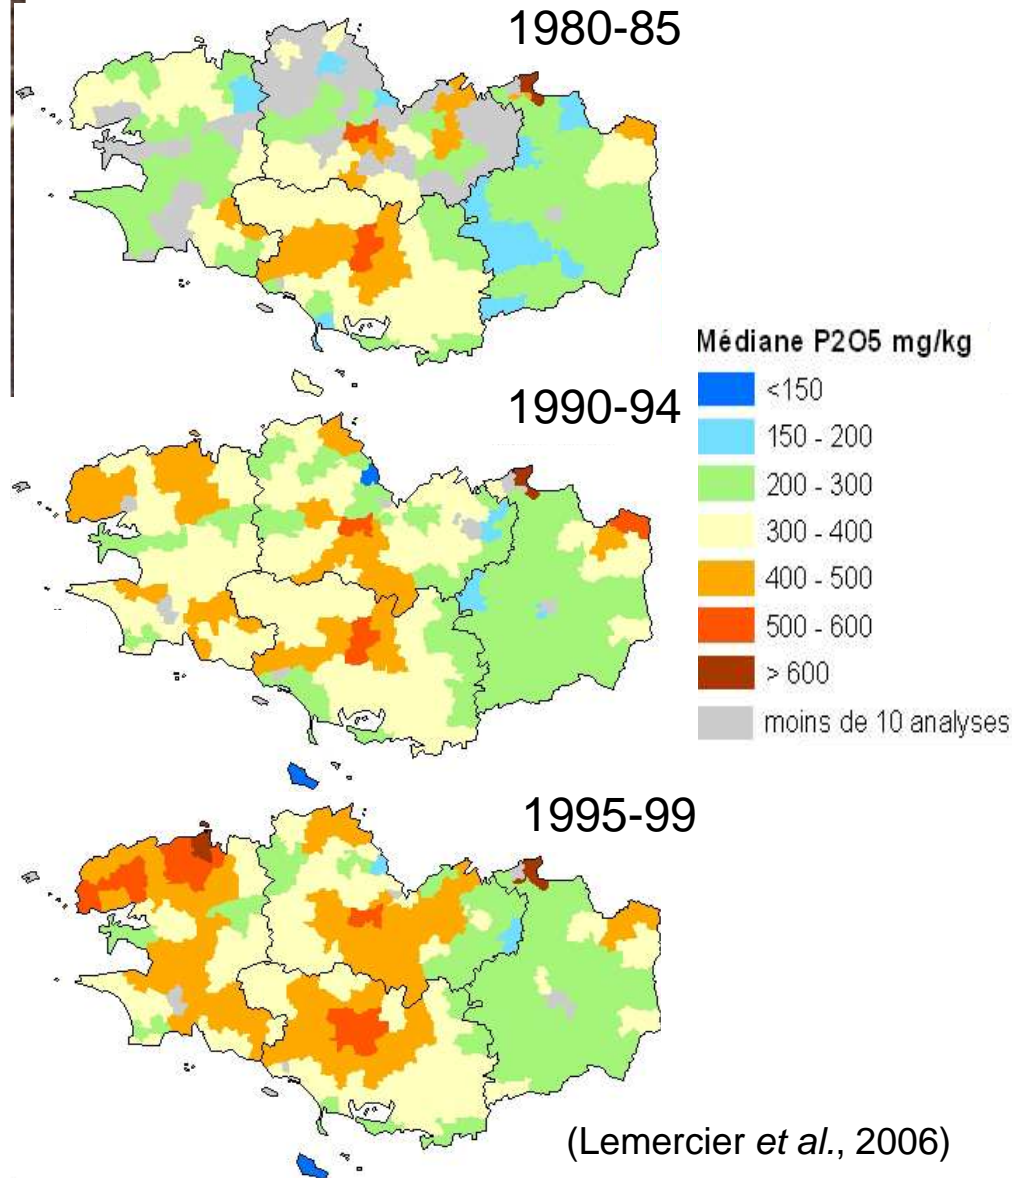 1980-85
Médiane P2O5 mg/kg
<150
150 - 200
200 - 300
300 - 400
400 - 500
500 - 600
> 600
moins de 10 analyses
1990-94
1995-99
(Lemercier et al., 2006)